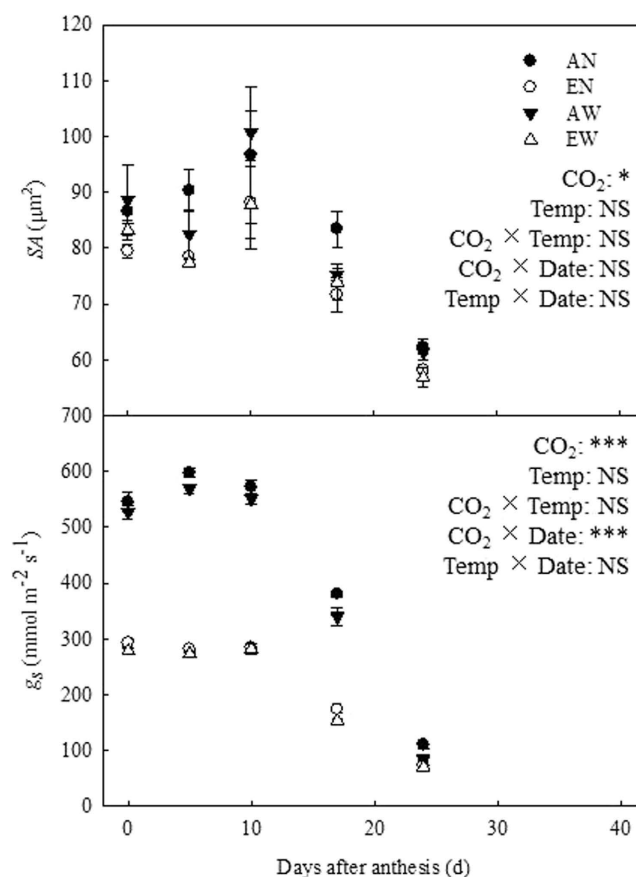 120
110
100
90
80
70
60
700
SA (μm²)
AN
EN
AW
EW
CO₂: *
Temp: NS
CO₂ × Temp: NS
CO₂ × Date: NS
Temp × Date: NS
600
500
400
300
200
100
0
gs (mmol m⁻² s⁻¹)
CO₂: ***
Temp: NS
CO₂ × Temp: NS
CO₂ × Date: ***
Temp × Date: NS
0 10 20 30 40
Days after anthesis (d)